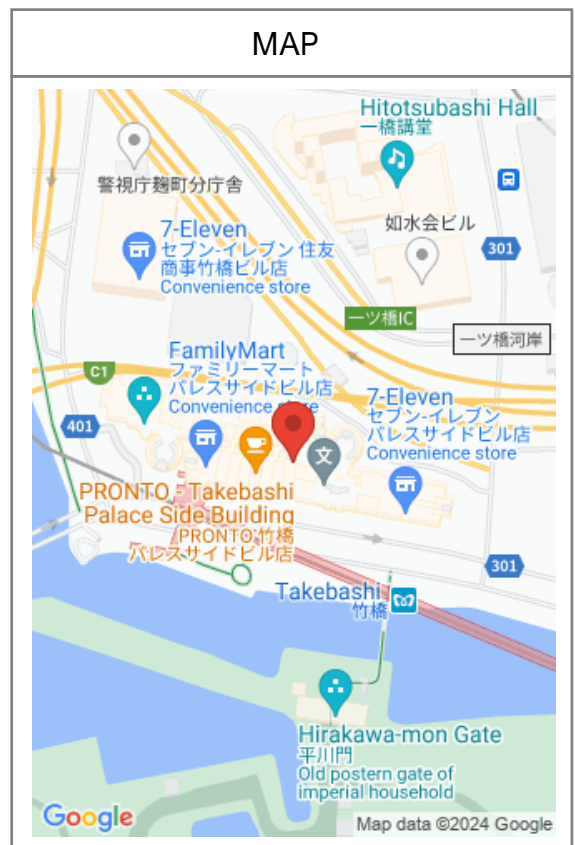 MAP
Hitotsubashi Hall
一橋講堂
警視庁麹町分庁舎
7-Eleven
セブン-イレブン 住友
商事竹橋ビル店
Convenience store
如水会ビル
301
一ツ橋IC
一ツ橋河岸
FamilyMart
ファミリーマート
パレスサイドビル店
Convenience store
C1
7-Eleven
セブン-イレブン
パレスサイドビル店
Convenience store
401
文
PRONTO - Takebashi
Palace Side Building
PRONTO 竹橋
パレスサイドビル店
301
Takebashi
竹橋
Hirakawa-mon Gate
平川門
Old postern gate of
imperial household
Google
Map data ©2024 Google